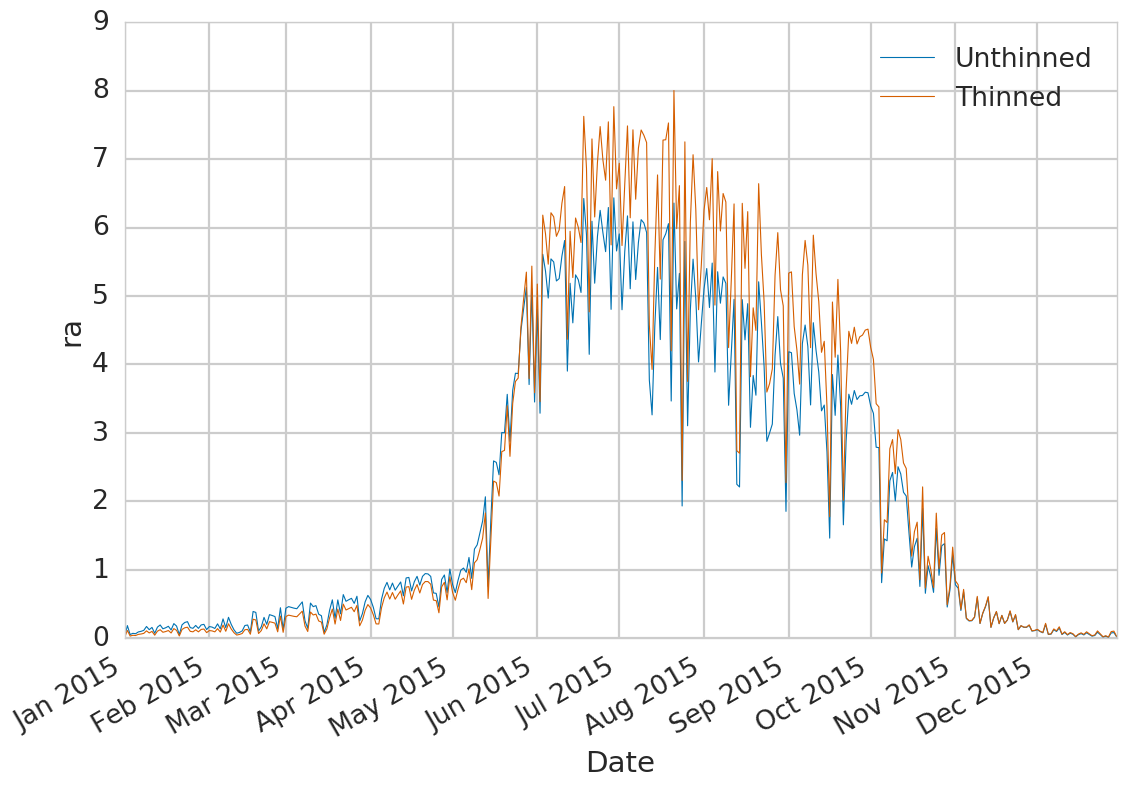 9
8
7
6
5
4
3
2
1
0
ra
Unthinned
Thinned
Jan 2015
Feb 2015
Mar 2015
Apr 2015
May 2015
Jun 2015
Jul 2015
Aug 2015
Sep 2015
Oct 2015
Nov 2015
Dec 2015
Date